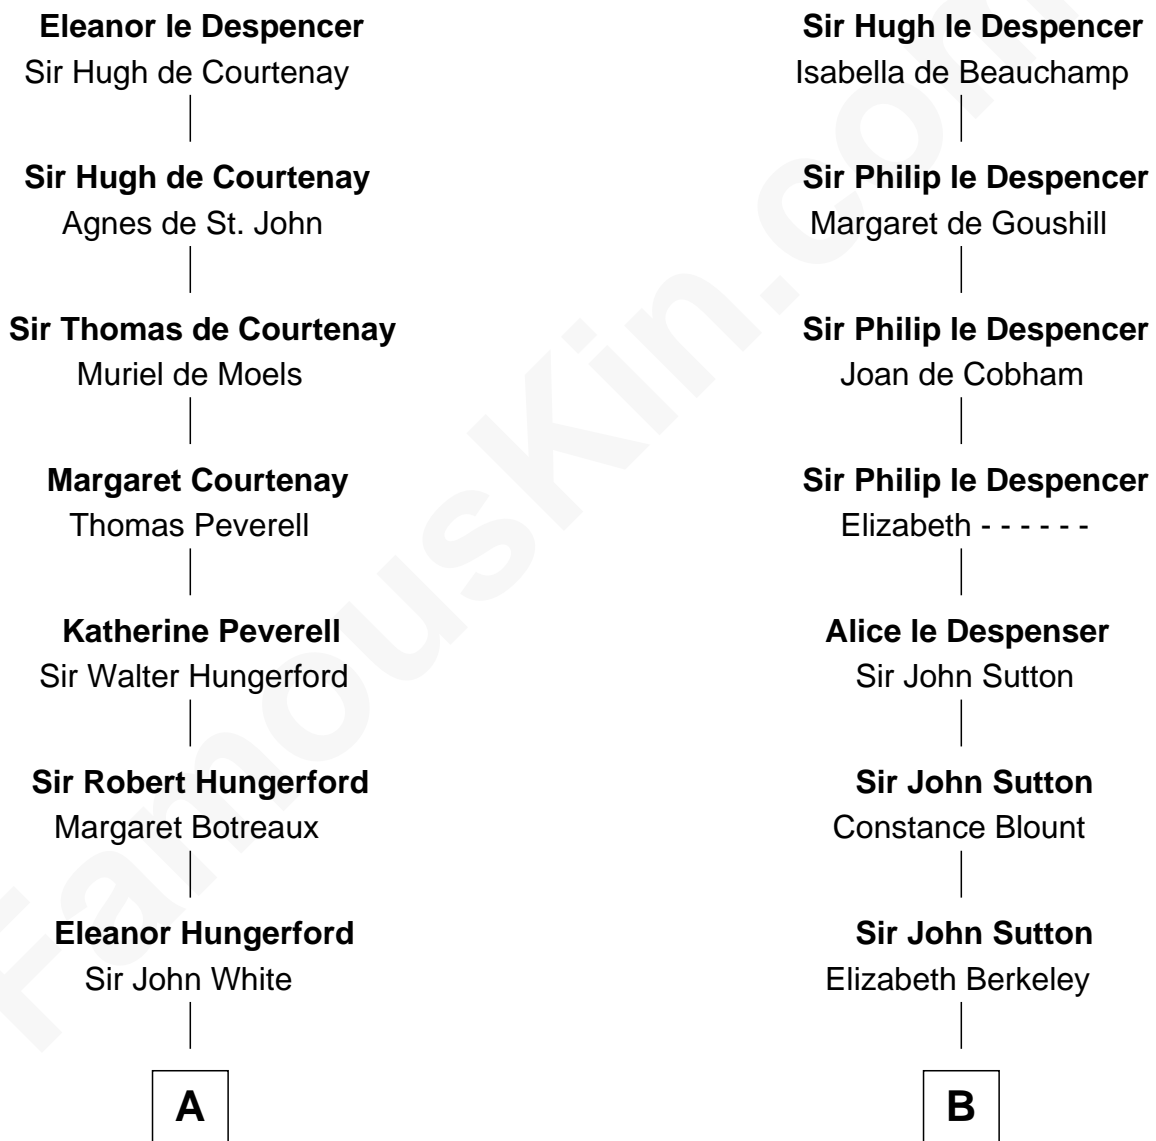 Eleanor le Despencer
Sir Hugh de Courtenay
Sir Hugh de Courtenay
Agnes de St. John
Sir Thomas de Courtenay
Muriel de Moels
Margaret Courtenay
Thomas Peverell
Katherine Peverell
Sir Walter Hungerford
Sir Robert Hungerford
Margaret Botreaux
Eleanor Hungerford
Sir John White
A
Sir Hugh le Despencer
Isabella de Beauchamp
Sir Philip le Despencer
Margaret de Goushill
Sir Philip le Despencer
Joan de Cobham
Sir Philip le Despencer
Elizabeth - - - - - -
Alice le Despenser
Sir John Sutton
Sir John Sutton
Constance Blount
Sir John Sutton
Elizabeth Berkeley
B
FamousKin.com